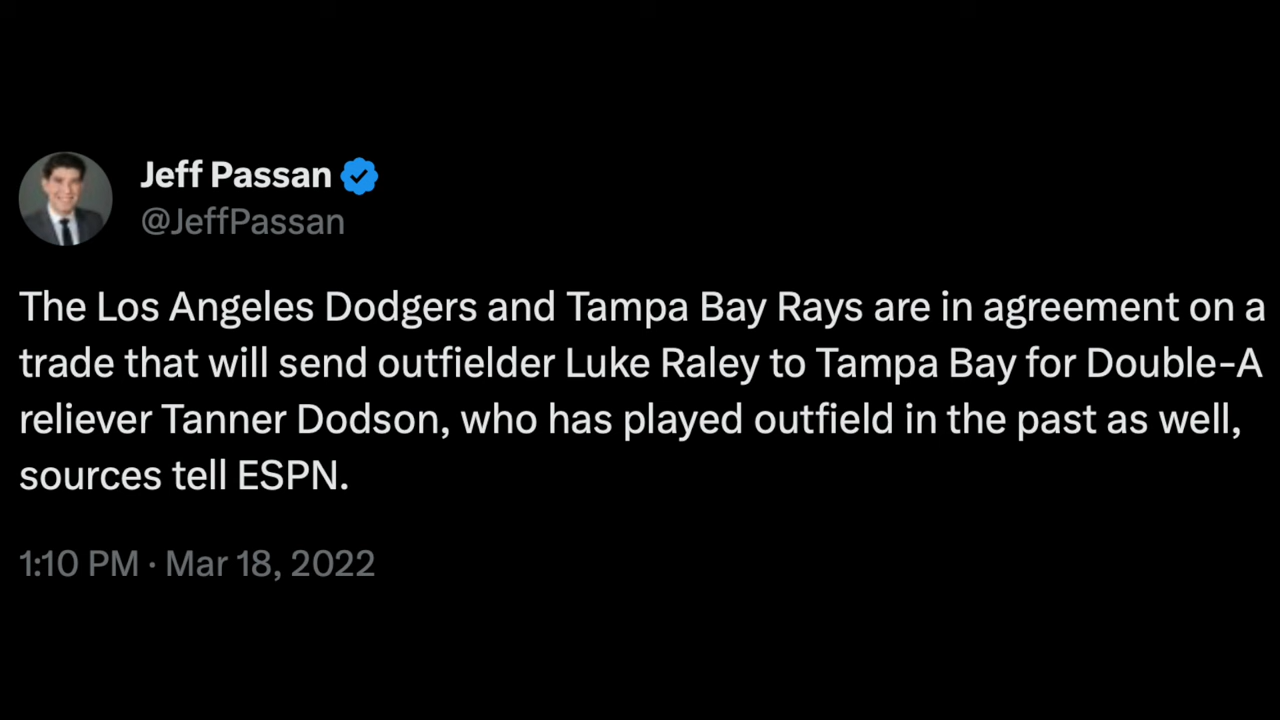 Jeff Passan
@JeffPassan
The Los Angeles Dodgers and Tampa Bay Rays are in agreement on a
trade that will send outfielder Luke Raley to Tampa Bay for Double-A
reliever Tanner Dodson, who has played outfield in the past as well,
sources tell ESPN.
1:10 PM · Mar 18, 2022